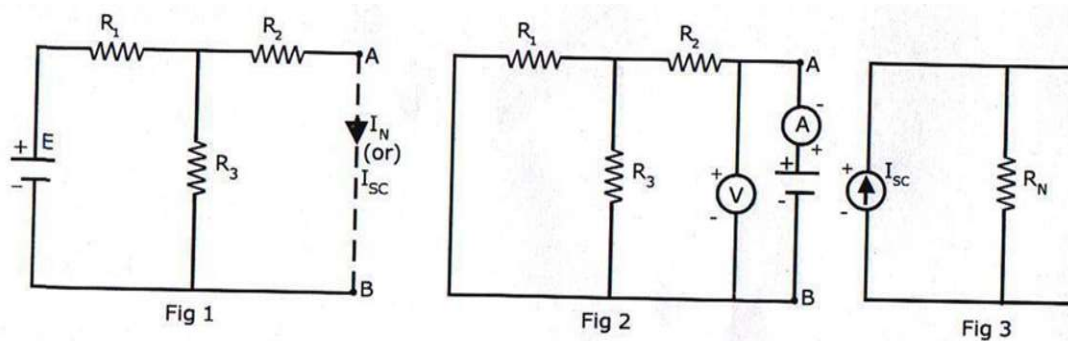 R1
R2
A
+
E
-
R3
IN
(or)
ISC
B
Fig 1
R1
R2
A
-
A
+
R3
+
V
-
+
-
B
Fig 2
+
ISC
-
RN
Fig 3